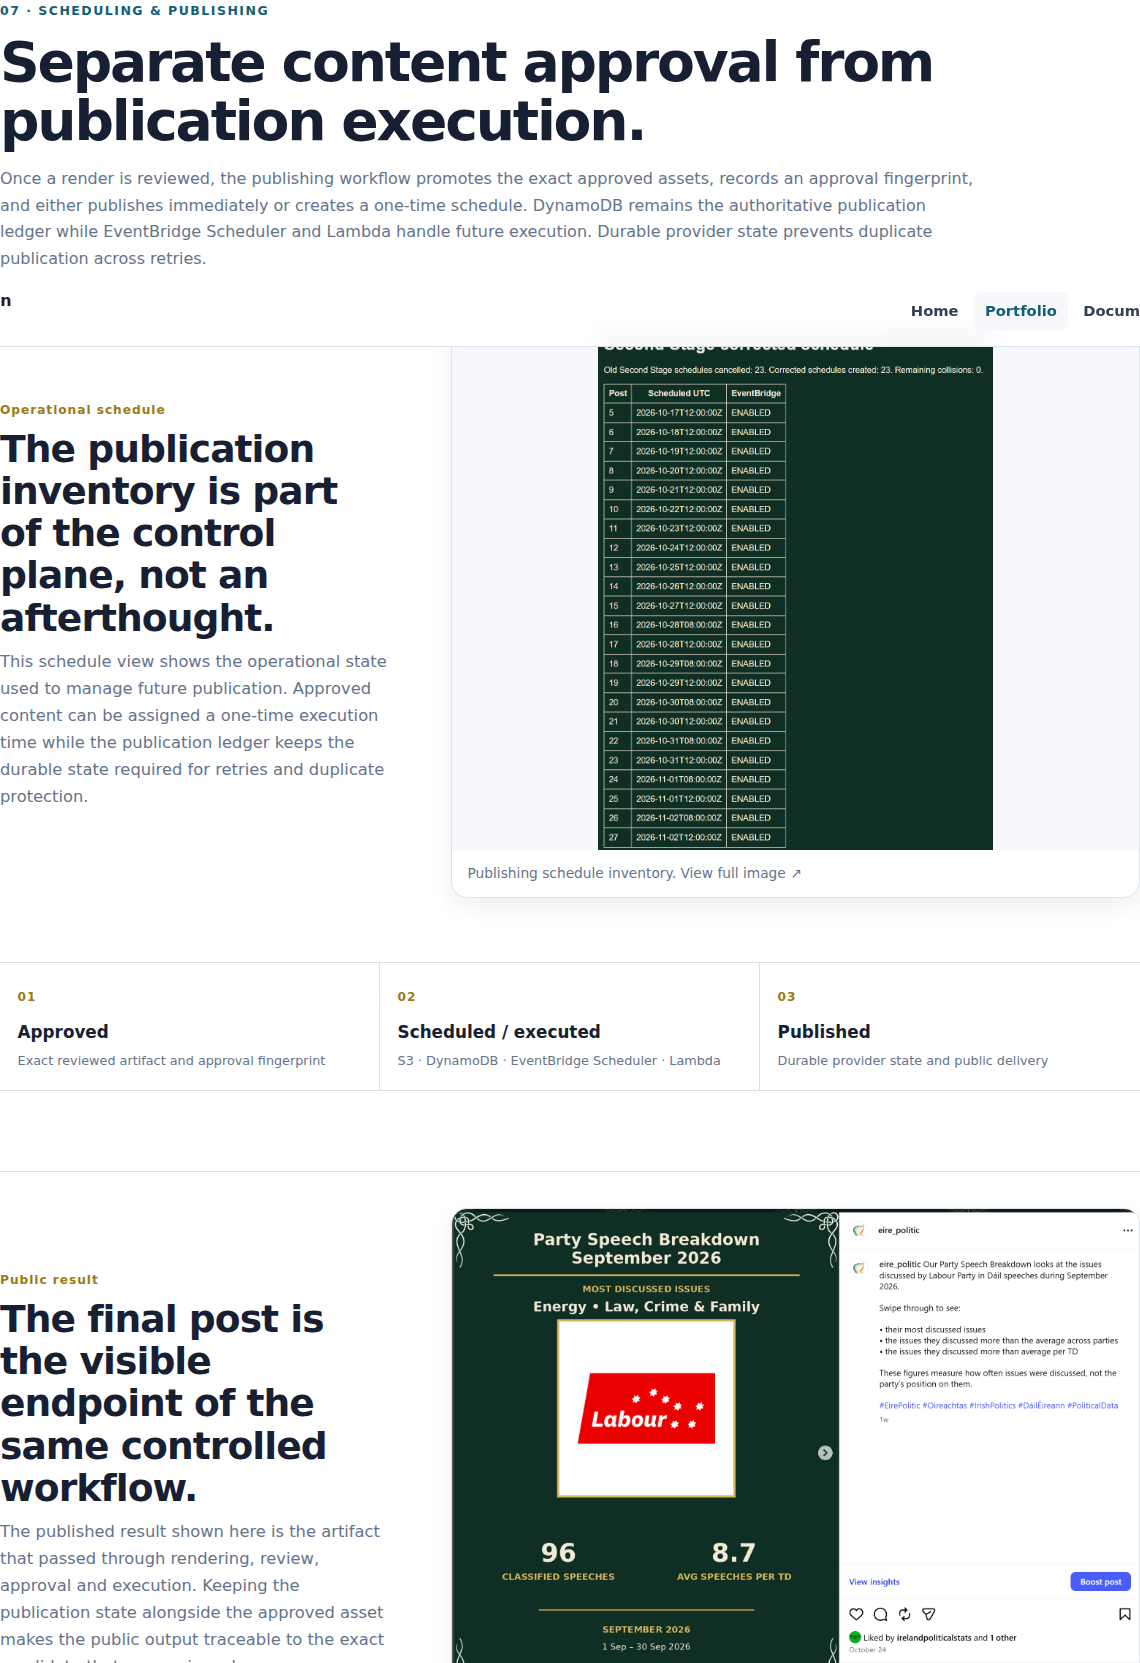 07 · SCHEDULING & PUBLISHING
Separate content approval from
publication execution.
Once a render is reviewed, the publishing workflow promotes the exact approved assets, records an approval fingerprint,
and either publishes immediately or creates a one-time schedule. DynamoDB remains the authoritative publication
ledger while EventBridge Scheduler and Lambda handle future execution. Durable provider state prevents duplicate
publication across retries.
n
Home Portfolio Docum
Operational schedule
The publication
inventory is part
of the control
plane, not an
afterthought.
This schedule view shows the operational state
used to manage future publication. Approved
content can be assigned a one-time execution
time while the publication ledger keeps the
durable state required for retries and duplicate
protection.
Second Stage corrected schedule
Old Second Stage schedules cancelled: 23. Corrected schedules created: 23. Remaining collisions: 0.
Post Scheduled UTC EventBridge
5 2026-10-17T12:00:00Z ENABLED
6 2026-10-18T12:00:00Z ENABLED
7 2026-10-19T12:00:00Z ENABLED
8 2026-10-20T12:00:00Z ENABLED
9 2026-10-21T12:00:00Z ENABLED
10 2026-10-22T12:00:00Z ENABLED
11 2026-10-23T12:00:00Z ENABLED
12 2026-10-24T12:00:00Z ENABLED
13 2026-10-25T12:00:00Z ENABLED
14 2026-10-26T12:00:00Z ENABLED
15 2026-10-27T12:00:00Z ENABLED
16 2026-10-28T08:00:00Z ENABLED
17 2026-10-28T12:00:00Z ENABLED
18 2026-10-29T08:00:00Z ENABLED
19 2026-10-29T12:00:00Z ENABLED
20 2026-10-30T08:00:00Z ENABLED
21 2026-10-30T12:00:00Z ENABLED
22 2026-10-31T08:00:00Z ENABLED
23 2026-10-31T12:00:00Z ENABLED
24 2026-11-01T08:00:00Z ENABLED
25 2026-11-01T12:00:00Z ENABLED
26 2026-11-02T08:00:00Z ENABLED
27 2026-11-02T12:00:00Z ENABLED
Publishing schedule inventory. View full image ↗
01
Approved
Exact reviewed artifact and approval fingerprint
02
Scheduled / executed
S3 · DynamoDB · EventBridge Scheduler · Lambda
03
Published
Durable provider state and public delivery
Public result
The final post is
the visible
endpoint of the
same controlled
workflow.
The published result shown here is the artifact
that passed through rendering, review,
approval and execution. Keeping the
publication state alongside the approved asset
makes the public output traceable to the exact
Party Speech Breakdown
September 2026
MOST DISCUSSED ISSUES
Energy • Law, Crime & Family
Labour
96
CLASSIFIED SPEECHES
8.7
AVG SPEECHES PER TD
SEPTEMBER 2026
1 Sep – 30 Sep 2026
eire_politic
eire_politic Our Party Speech Breakdown looks at the issues
discussed by Labour Party in Dáil speeches during September
2026.
Swipe through to see:
• their most discussed issues
• the issues they discussed more than the average across parties
• the issues they discussed more than average per TD
These figures measure how often issues were discussed, not the
party's position on them.
#EirePolitic #Oireachtas #IrishPolitics #DáilÉireann #PoliticalData
1w
View insights
Boost post
Liked by irelandpoliticalstats and 1 other
October 24